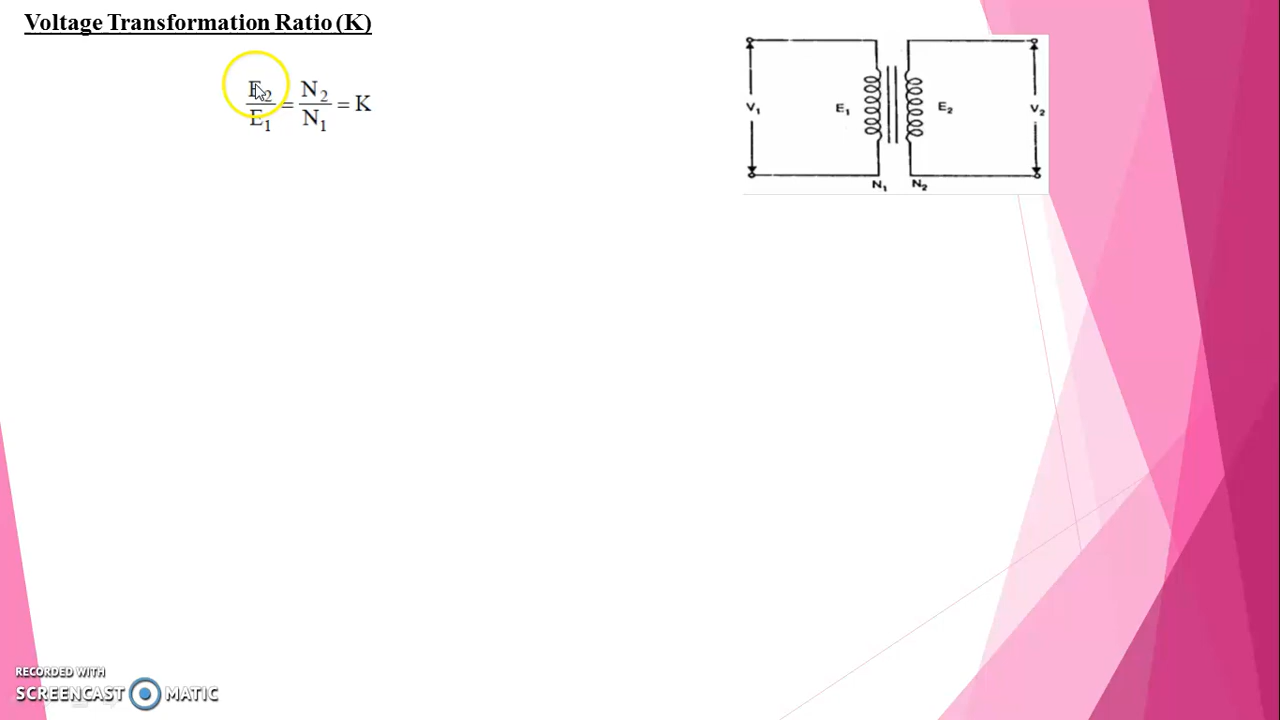 Voltage Transformation Ratio (K)
E₂/E₁ = N₂/N₁ = K
V₁ E₁ E₂ V₂
N₁ N₂
RECORDED WITH
SCREENCAST MATIC